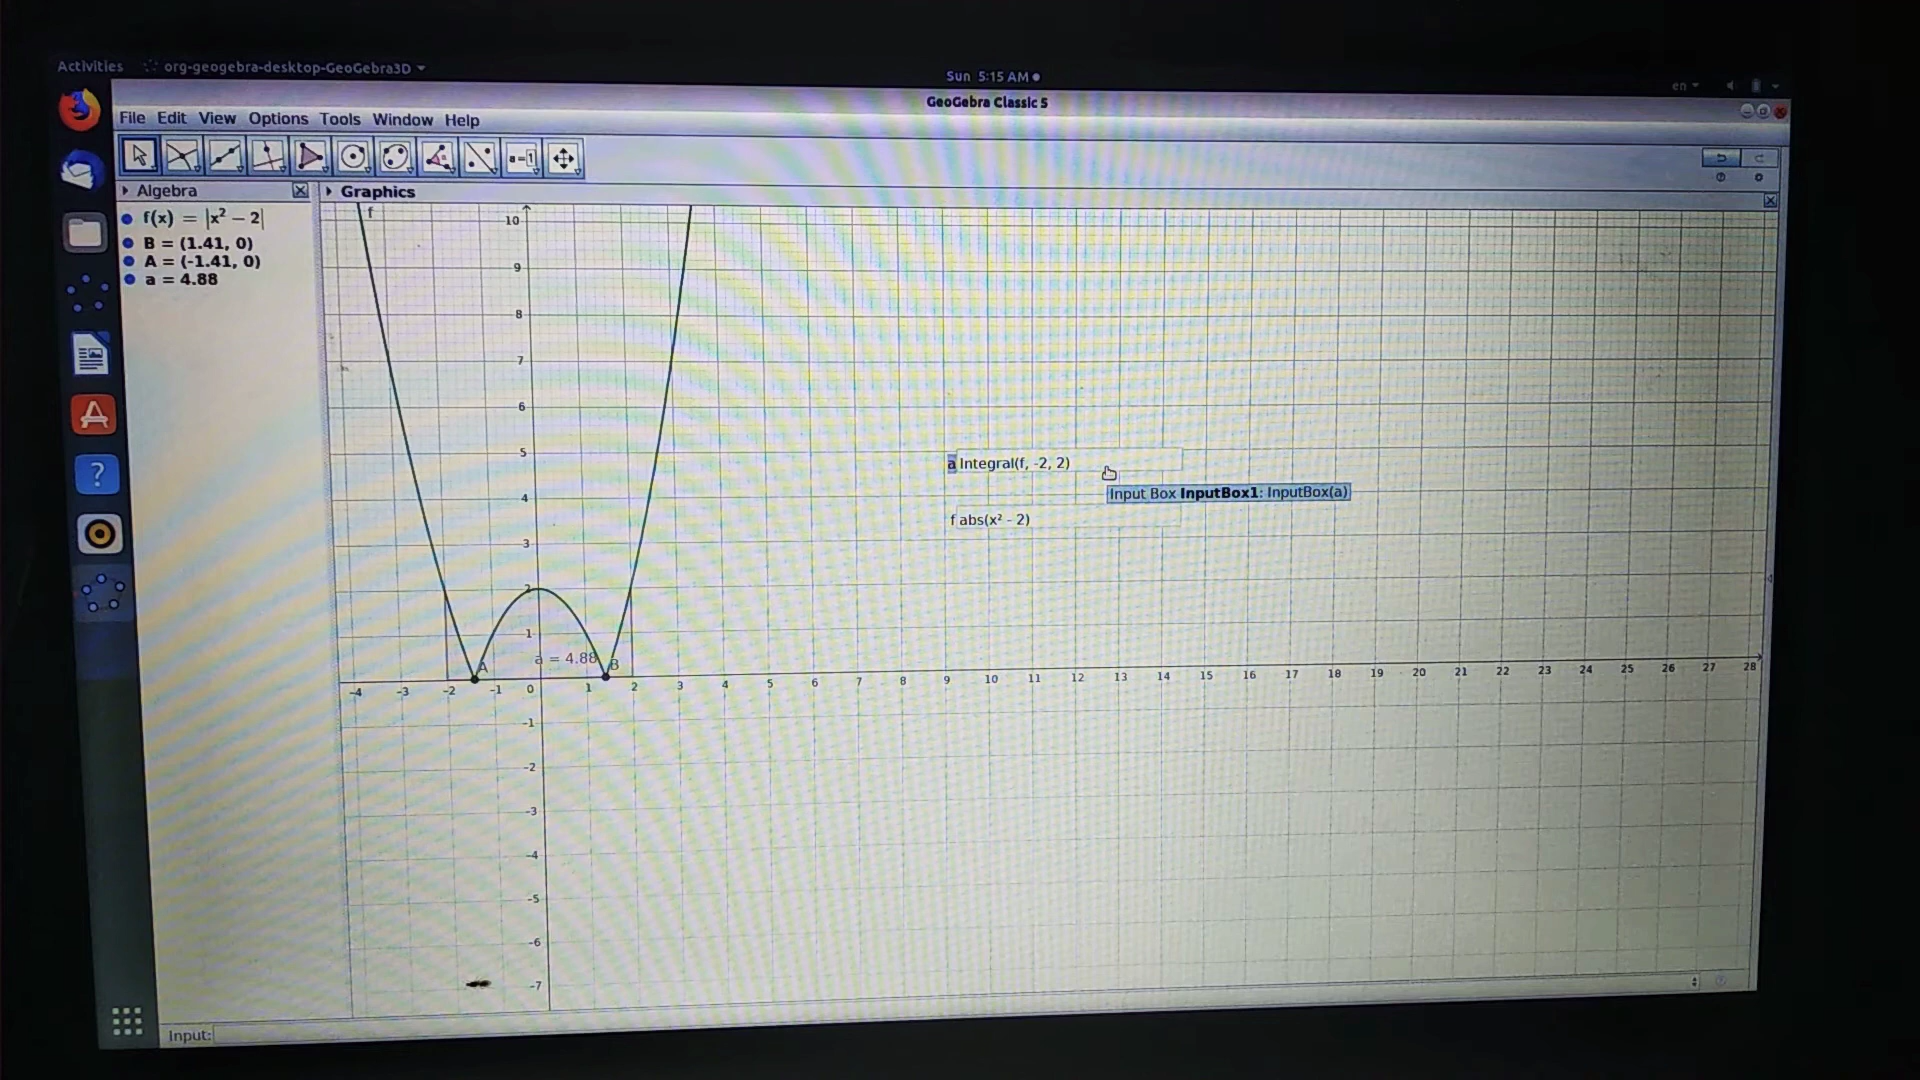 Activities org-geogebra-desktop-GeoGebra3D
Sun 5:15 AM
en
GeoGebra Classic 5
File Edit View Options Tools Window Help
a=1
Algebra
Graphics
f(x) = |x² − 2|
B = (1.41, 0)
A = (-1.41, 0)
a = 4.88
f
10
9
8
7
6
5
4
3
2
1
a Integral(f, -2, 2)
Input Box InputBox1: InputBox(a)
f abs(x² - 2)
a = 4.88
A
B
-4 -3 -2 -1 0 1 2 3 4 5 6 7 8 9 10 11 12 13 14 15 16 17 18 19 20 21 22 23 24 25 26 27 28
-1
-2
-3
-4
-5
-6
-7
Input: